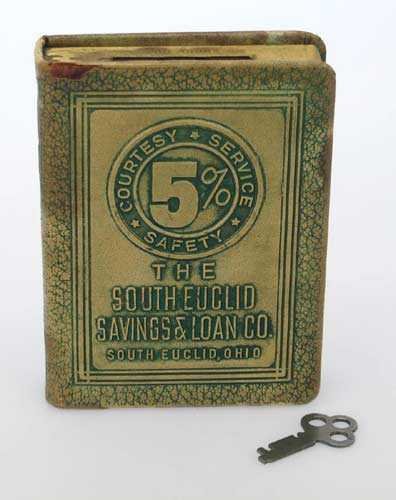 COURTESY ★ SERVICE ★ SAFETY ★
5%
THE
SOUTH EUCLID
SAVINGS & LOAN CO.
SOUTH EUCLID, OHIO